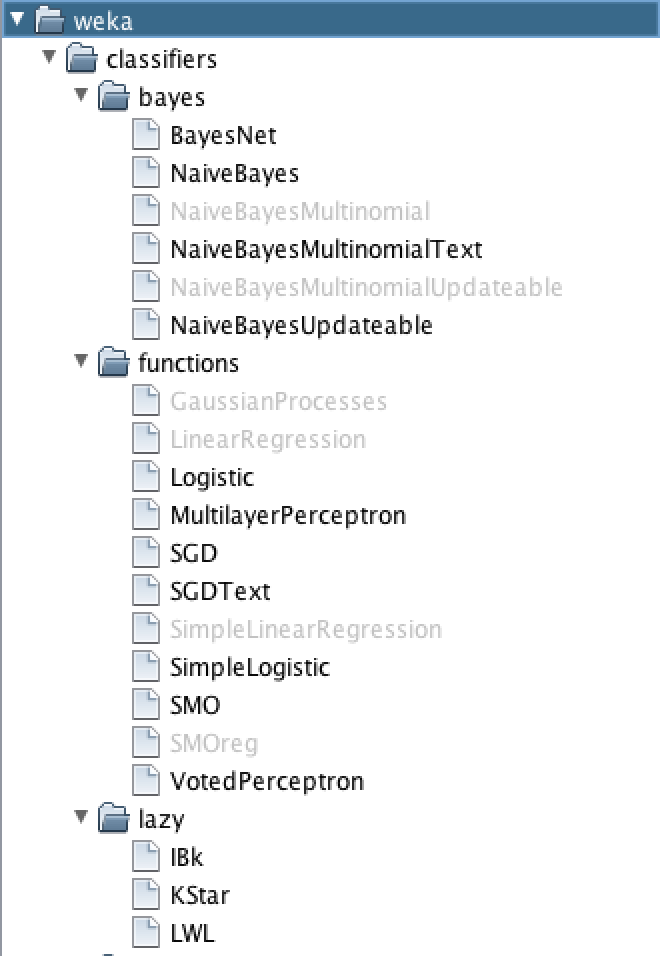 weka
classifiers
bayes
BayesNet
NaiveBayes
NaiveBayesMultinomial
NaiveBayesMultinomialText
NaiveBayesMultinomialUpdateable
NaiveBayesUpdateable
functions
GaussianProcesses
LinearRegression
Logistic
MultilayerPerceptron
SGD
SGDText
SimpleLinearRegression
SimpleLogistic
SMO
SMOreg
VotedPerceptron
lazy
IBk
KStar
LWL